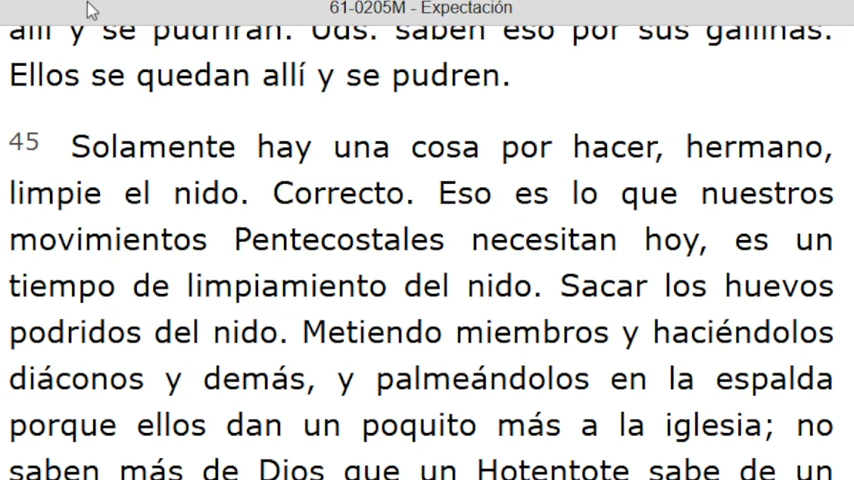 61-0205M - Expectación
allí y se pudrirán. Uds. saben eso por sus gallinas.
Ellos se quedan allí y se pudren.
45 Solamente hay una cosa por hacer, hermano,
limpie el nido. Correcto. Eso es lo que nuestros
movimientos Pentecostales necesitan hoy, es un
tiempo de limpiamiento del nido. Sacar los huevos
podridos del nido. Metiendo miembros y haciéndolos
diáconos y demás, y palmeándolos en la espalda
porque ellos dan un poquito más a la iglesia; no
saben más de Dios que un Hotentote sabe de un